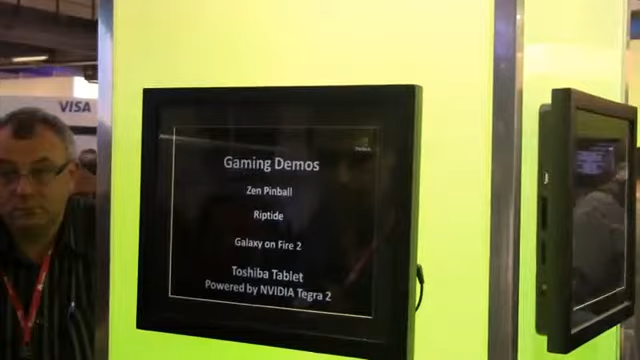 VISA
Gaming Demos
Zen Pinball
Riptide
Galaxy on Fire 2
Toshiba Tablet
Powered by NVIDIA Tegra 2